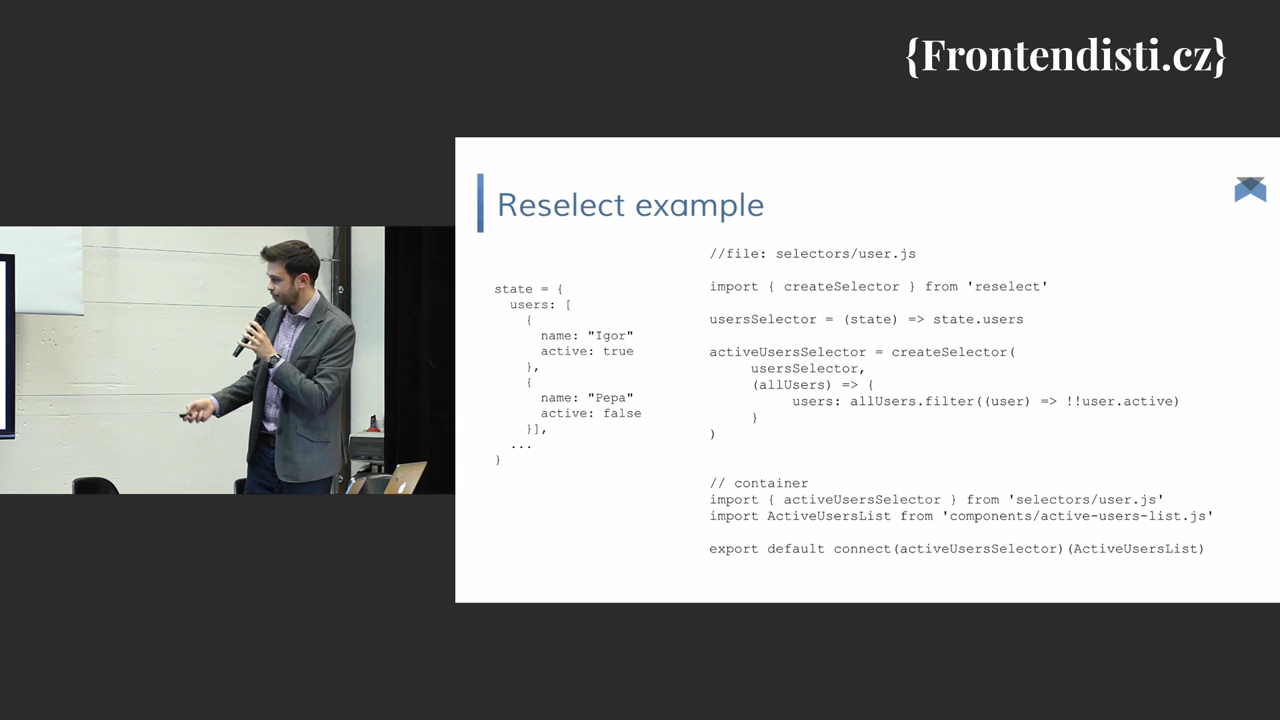 {Frontendisti.cz}
Reselect example
state = {
users: [
{
name: "Igor"
active: true
},
{
name: "Pepa"
active: false
}],
...
}
//file: selectors/user.js
import { createSelector } from 'reselect'
usersSelector = (state) => state.users
activeUsersSelector = createSelector(
usersSelector,
(allUsers) => {
users: allUsers.filter((user) => !!user.active)
}
)
// container
import { activeUsersSelector } from 'selectors/user.js'
import ActiveUsersList from 'components/active-users-list.js'
export default connect(activeUsersSelector)(ActiveUsersList)